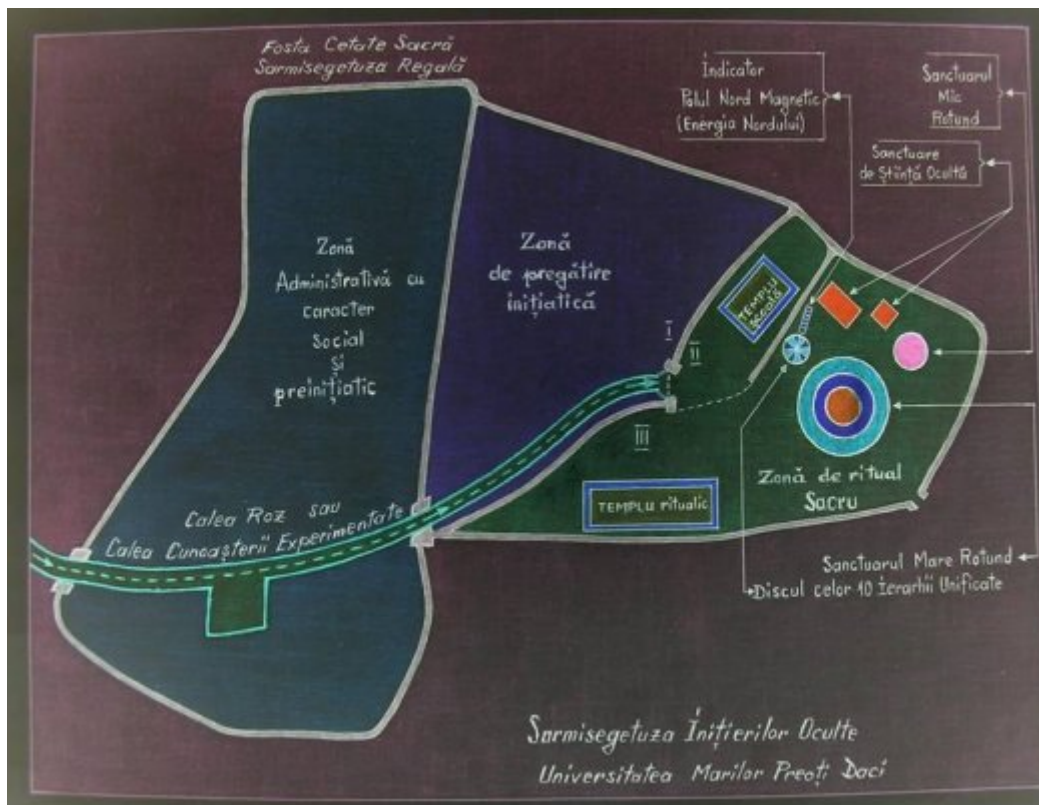 Fosta Cetate Sacră
Sarmisegetuza Regală
Indicator
Polul Nord Magnetic
(Energia Nordului)
Sanctuarul
Mic
Rotund
Sanctuare
de Știință Ocultă
Zonă
Administrativă cu
caracter
social
și
preinițiatic
Zonă
de pregătire
inițiatică
TEMPLU
școală
I
II
III
TEMPLU ritualic
Zonă de ritual
Sacru
Calea Roz sau
Calea Cunoașterii Experimentate
Sanctuarul Mare Rotund
Discul celor 10 Ierarhii Unificate
Sarmisegetuza Inițierilor Oculte
Universitatea Marilor Preoți Daci